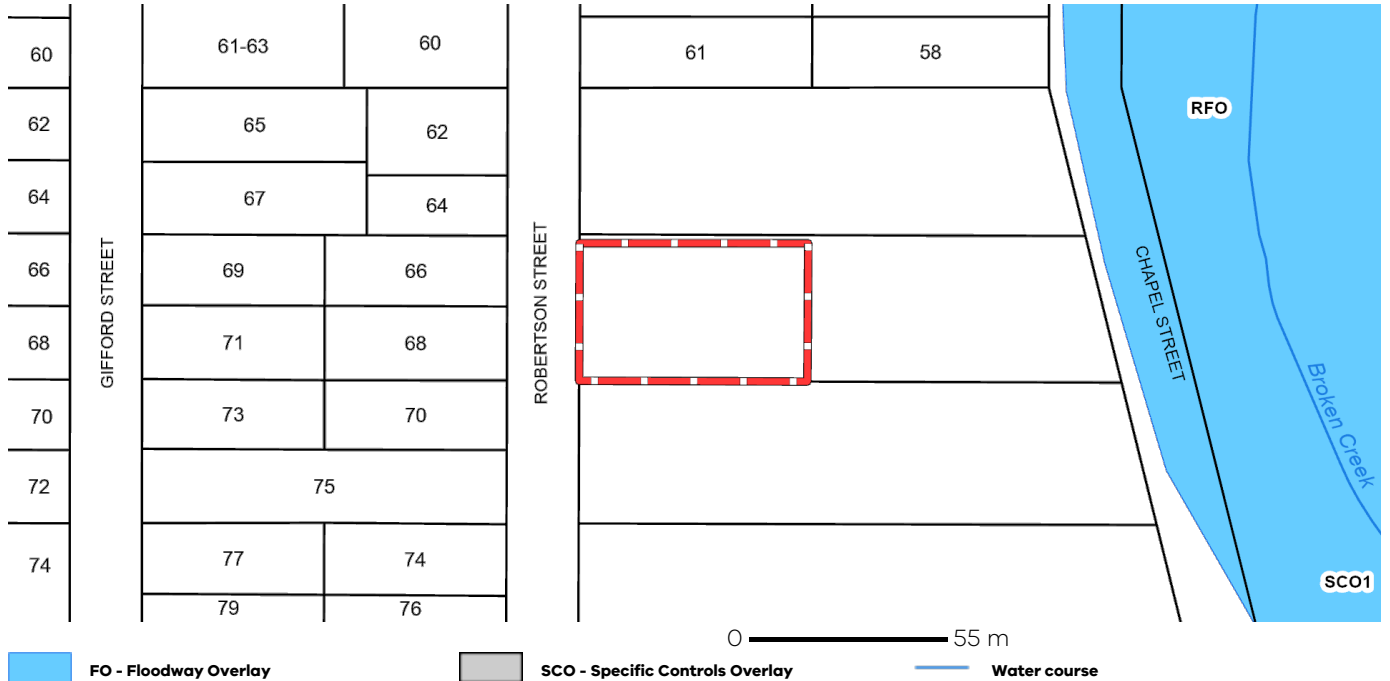 60
61-63
60
61
58
62
65
62
RFO
64
67
64
GIFFORD STREET
ROBERTSON STREET
CHAPEL STREET
66
69
66
68
71
68
Broken Creek
70
73
70
72
75
74
77
74
SCO1
79
76
0 55 m
FO - Floodway Overlay
SCO - Specific Controls Overlay
Water course